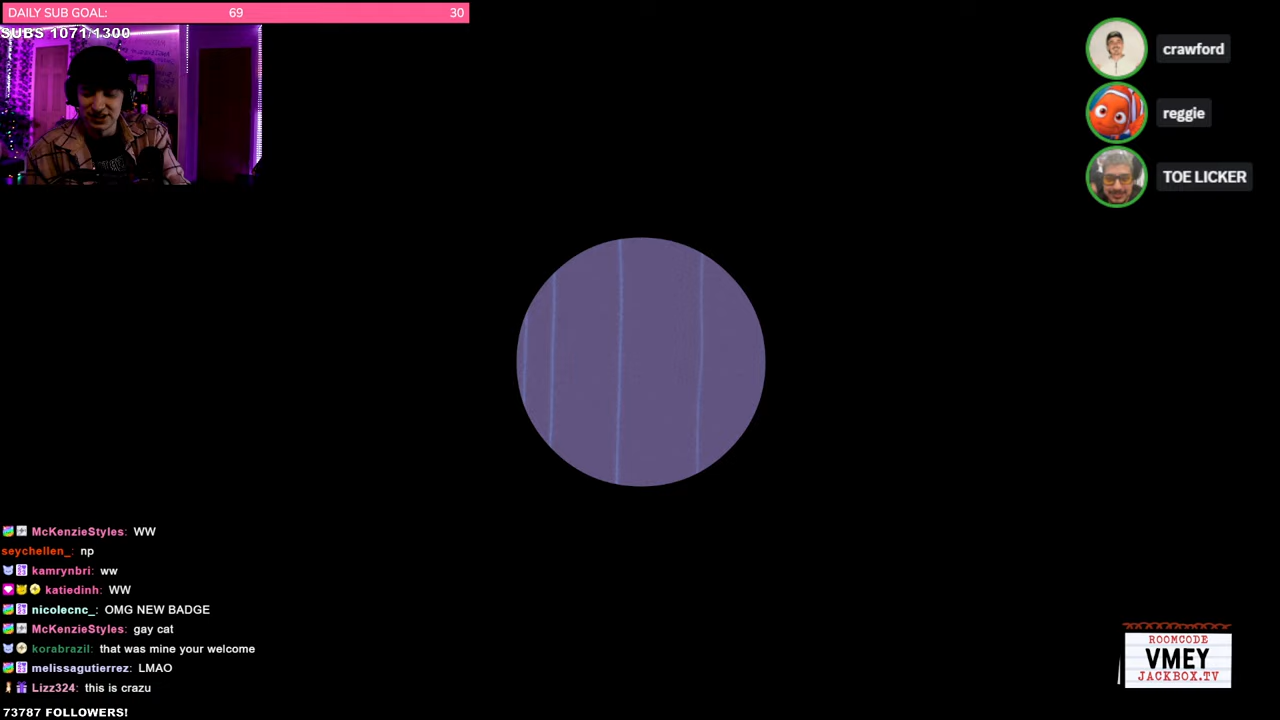 DAILY SUB GOAL: 69 30
SUBS 1071/1300
crawford
reggie
TOE LICKER
McKenzieStyles: WW
seychellen_: np
kamrynbri: ww
katiedinh: WW
nicolecnc_: OMG NEW BADGE
McKenzieStyles: gay cat
korabrazil: that was mine your welcome
melissagutierrez: LMAO
Lizz324: this is crazu
73787 FOLLOWERS!
ROOMCODE
VMEY
JACKBOX.TV